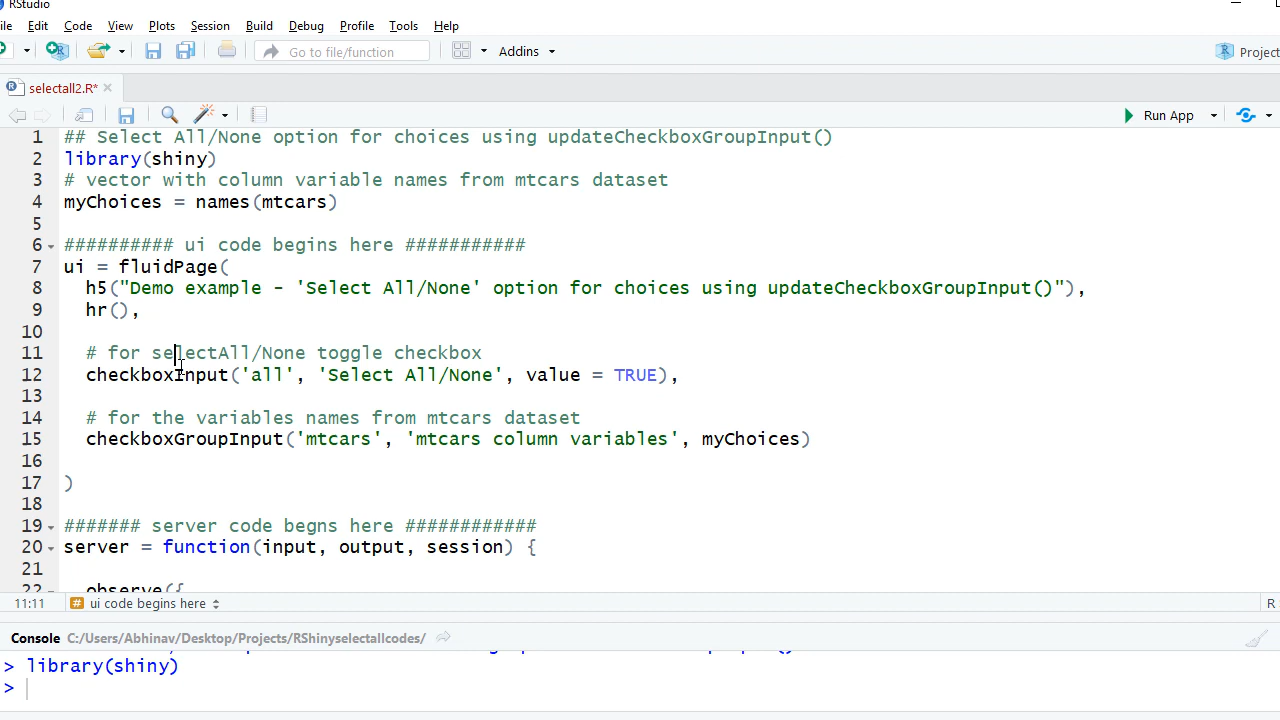 RStudio
ile Edit Code View Plots Session Build Debug Profile Tools Help
Go to file/function Addins Project
selectall2.R*
Run App
1 ## Select All/None option for choices using updateCheckboxGroupInput()
2 library(shiny)
3 # vector with column variable names from mtcars dataset
4 myChoices = names(mtcars)
5
6 ########## ui code begins here ###########
7 ui = fluidPage(
8 h5("Demo example - 'Select All/None' option for choices using updateCheckboxGroupInput()"),
9 hr(),
10
11 # for selectAll/None toggle checkbox
12 checkboxInput('all', 'Select All/None', value = TRUE),
13
14 # for the variables names from mtcars dataset
15 checkboxGroupInput('mtcars', 'mtcars column variables', myChoices)
16
17 )
18
19 ####### server code begns here ############
20 server = function(input, output, session) {
21
22 observe({
11:11 # ui code begins here R
Console C:/Users/Abhinav/Desktop/Projects/RShinyselectallcodes/
> library(shiny)
>